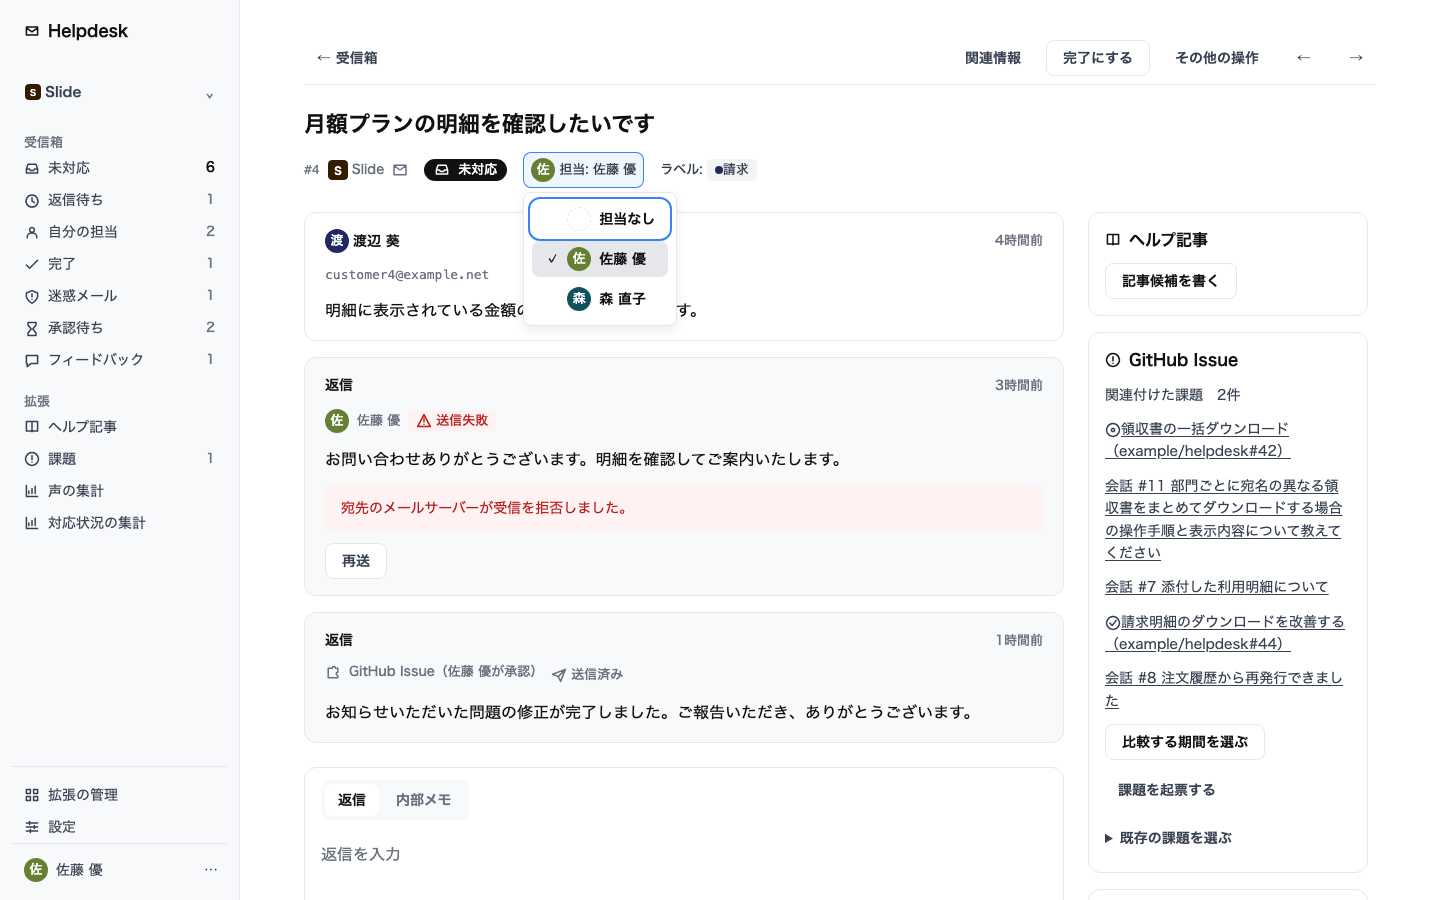 Helpdesk
S Slide
受信箱
未対応 6
返信待ち 1
自分の担当 2
完了 1
迷惑メール 1
承認待ち 2
フィードバック 1
拡張
ヘルプ記事
課題 1
声の集計
対応状況の集計
拡張の管理
設定
佐 佐藤 優 …
← 受信箱
関連情報 完了にする その他の操作 ← →
月額プランの明細を確認したいです
#4 S Slide 未対応 佐 担当: 佐藤 優 ラベル: 請求
担当なし
✓ 佐 佐藤 優
森 森 直子
渡 渡辺 葵 4時間前
customer4@example.net
明細に表示されている金額の
す。
返信 3時間前
佐 佐藤 優 送信失敗
お問い合わせありがとうございます。明細を確認してご案内いたします。
宛先のメールサーバーが受信を拒否しました。
再送
返信 1時間前
GitHub Issue（佐藤 優が承認） 送信済み
お知らせいただいた問題の修正が完了しました。ご報告いただき、ありがとうございます。
返信 内部メモ
返信を入力
ヘルプ記事
記事候補を書く
GitHub Issue
関連付けた課題 2件
領収書の一括ダウンロード
（example/helpdesk#42）
会話 #11 部門ごとに宛名の異なる領
収書をまとめてダウンロードする場合
の操作手順と表示内容について教えて
ください
会話 #7 添付した利用明細について
請求明細のダウンロードを改善する
（example/helpdesk#44）
会話 #8 注文履歴から再発行できまし
た
比較する期間を選ぶ
課題を起票する
▶ 既存の課題を選ぶ